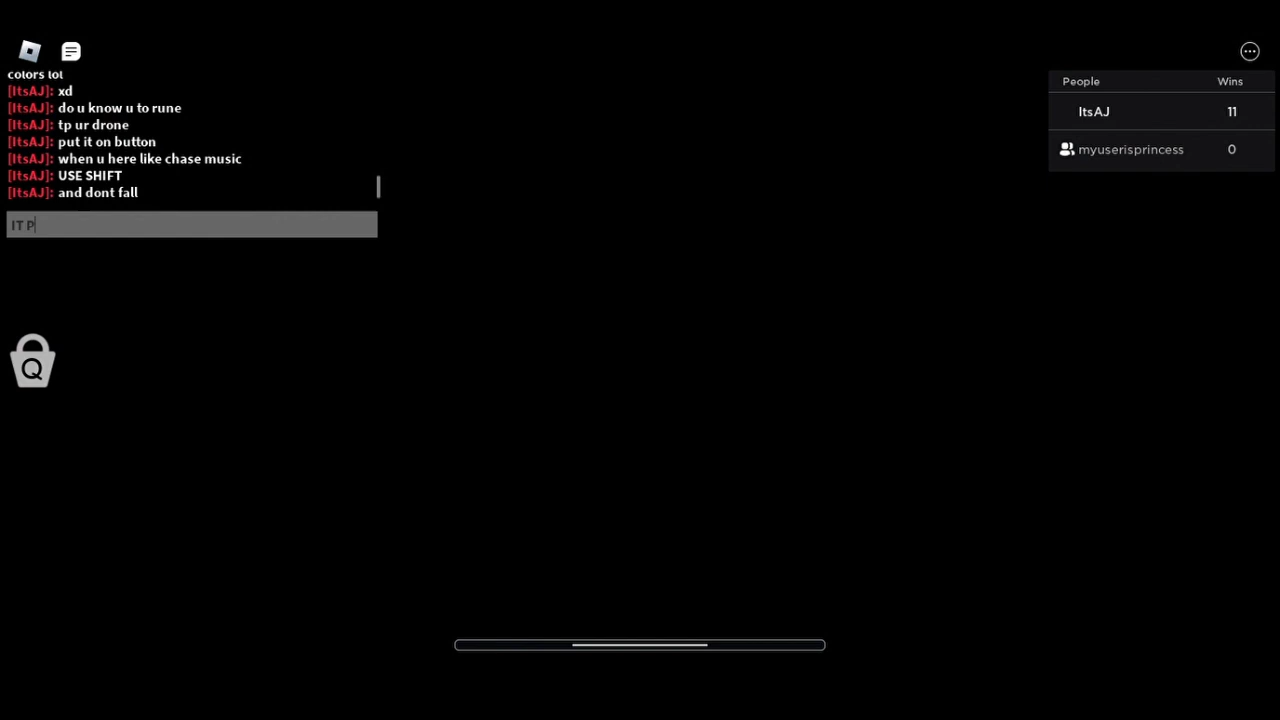 colors lol
[ItsAJ]: xd
[ItsAJ]: do u know u to rune
[ItsAJ]: tp ur drone
[ItsAJ]: put it on button
[ItsAJ]: when u here like chase music
[ItsAJ]: USE SHIFT
[ItsAJ]: and dont fall
IT P
Q
People Wins
ItsAJ 11
myuserisprincess 0